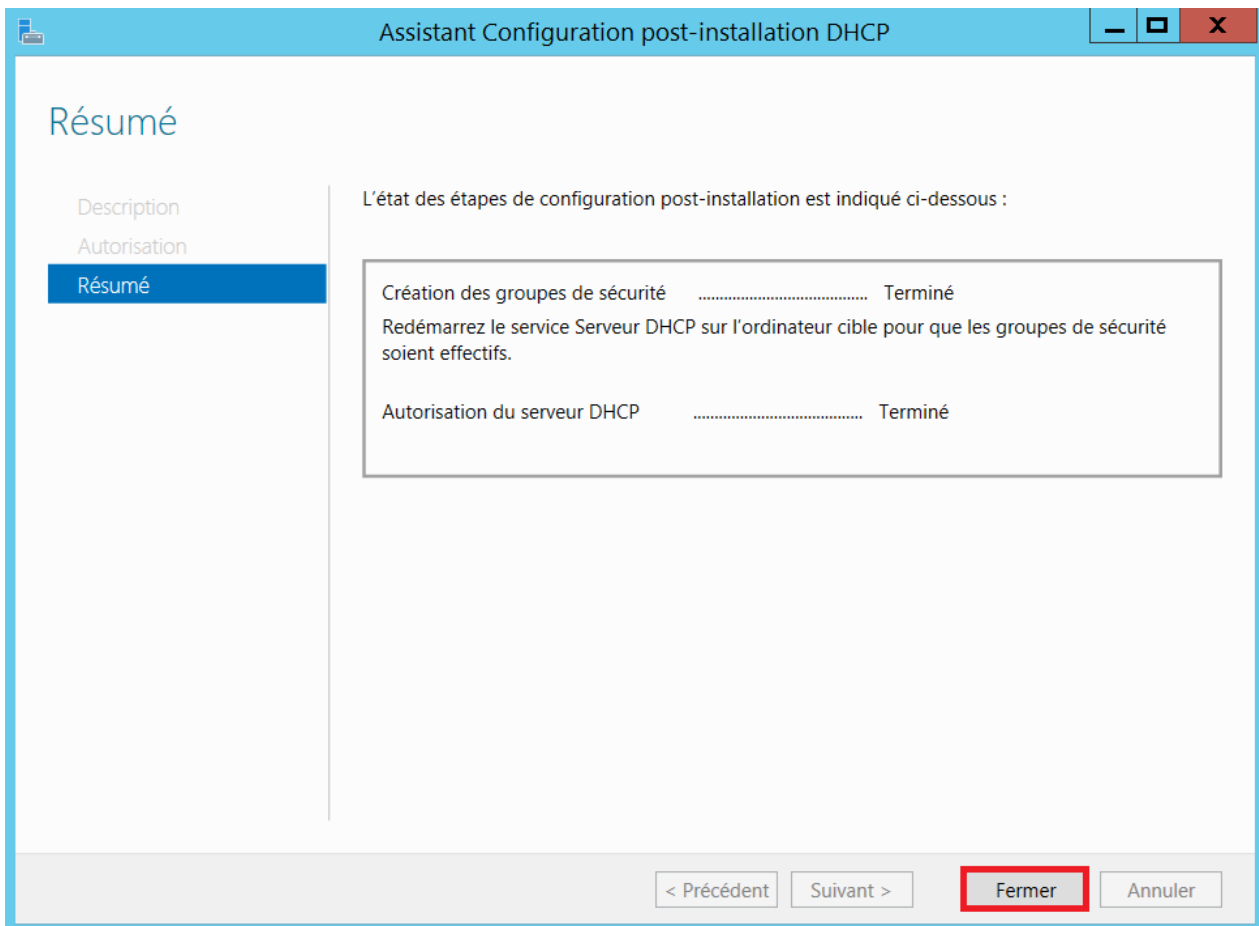 Assistant Configuration post-installation DHCP
Résumé
Description
Autorisation
Résumé
L'état des étapes de configuration post-installation est indiqué ci-dessous :
Création des groupes de sécurité ........................................ Terminé
Redémarrez le service Serveur DHCP sur l'ordinateur cible pour que les groupes de sécurité
soient effectifs.
Autorisation du serveur DHCP ........................................ Terminé
< Précédent
Suivant >
Fermer
Annuler